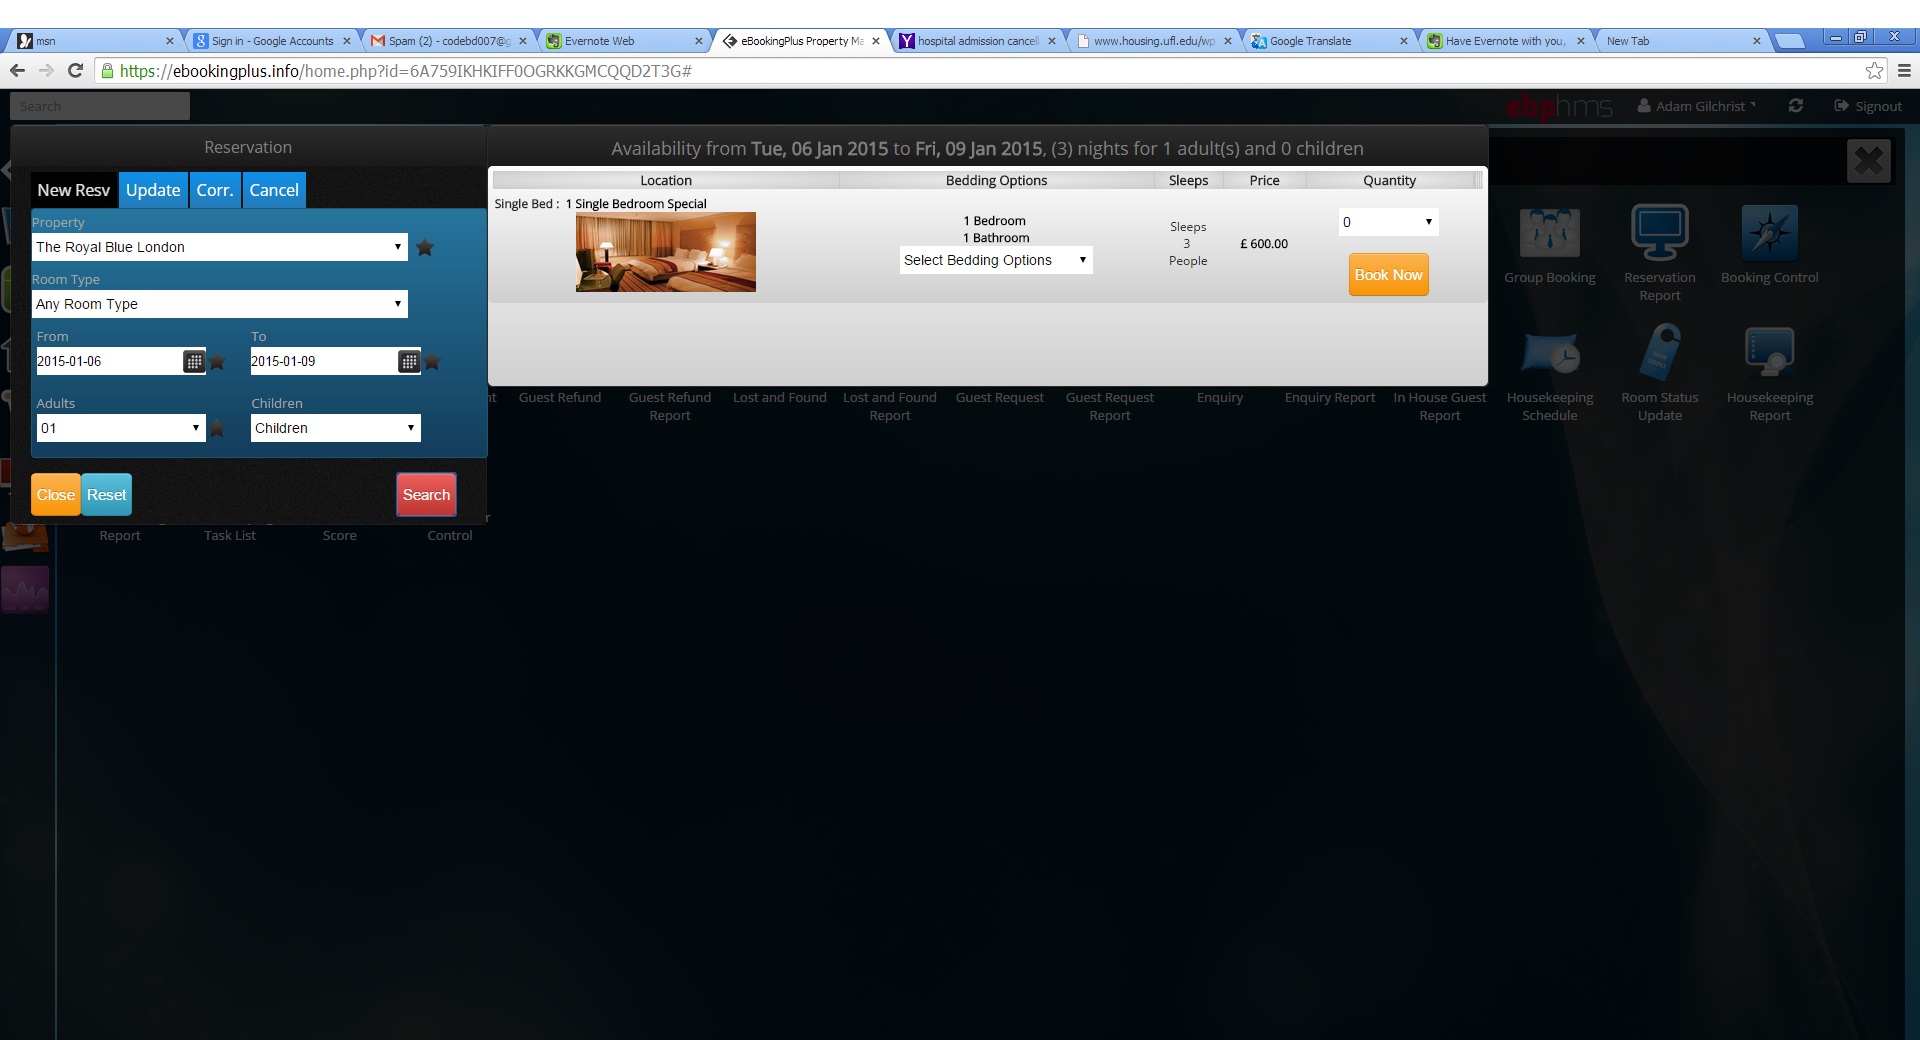 msn
Sign in - Google Accounts
Spam (2) - codebd007@g
Evernote Web
eBookingPlus Property Ma
hospital admission cancell
www.housing.ufl.edu/wp
Google Translate
Have Evernote with you,
New Tab
https://ebookingplus.info/home.php?id=6A759IKHKIFF0OGRKKGMCQQD2T3G#
Search
ebphms
Adam Gilchrist
Signout
Reservation
New Resv
Update
Corr.
Cancel
Property
The Royal Blue London
Room Type
Any Room Type
From
To
2015-01-06
2015-01-09
Adults
Children
01
Children
Close
Reset
Search
Availability from Tue, 06 Jan 2015 to Fri, 09 Jan 2015, (3) nights for 1 adult(s) and 0 children
Location
Bedding Options
Sleeps
Price
Quantity
Single Bed : 1 Single Bedroom Special
1 Bedroom
1 Bathroom
Select Bedding Options
Sleeps
3
People
£ 600.00
0
Book Now
Group Booking
Reservation
Report
Booking Control
Guest Refund
Guest Refund
Report
Lost and Found
Lost and Found
Report
Guest Request
Guest Request
Report
Enquiry
Enquiry Report
In House Guest
Report
Housekeeping
Schedule
Room Status
Update
Housekeeping
Report
Report
Task List
Score
Control